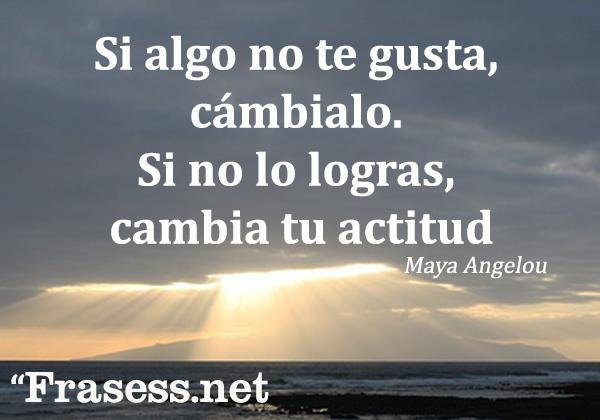 Si algo no te gusta,
cámbialo.
Si no lo logras,
cambia tu actitud
Maya Angelou
“Frasess.net